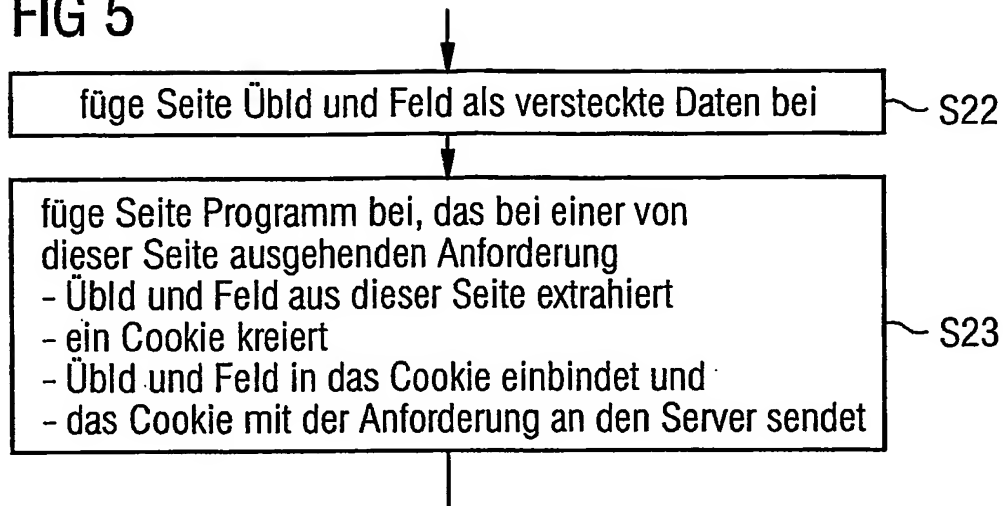 FIG 5
füge Seite ÜbId und Feld als versteckte Daten bei
S22
füge Seite Programm bei, das bei einer von
dieser Seite ausgehenden Anforderung
- ÜbId und Feld aus dieser Seite extrahiert
- ein Cookie kreiert
- ÜbId und Feld in das Cookie einbindet und
- das Cookie mit der Anforderung an den Server sendet
S23